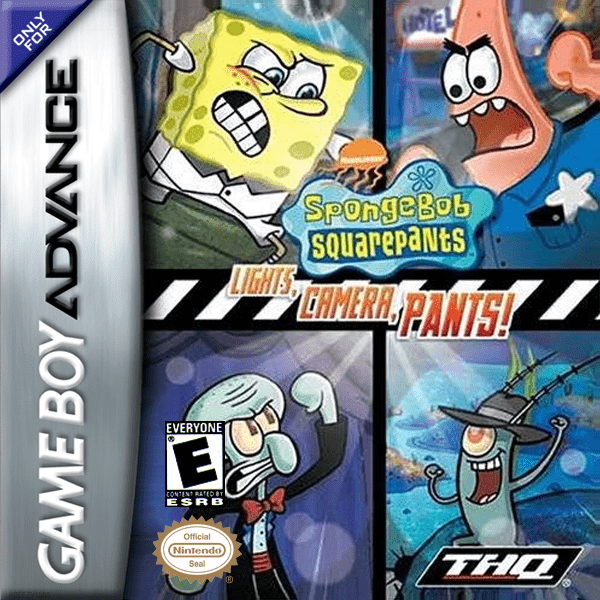 ONLY
FOR
GAME BOY ADVANCE
HOTEL
NICKELODEON
SpongeBob
SQUAREPANTS
LIGHTS, CAMERA, PANTS!
EVERYONE
E
CONTENT RATED BY
ESRB
Official
Nintendo
Seal
®
THQ